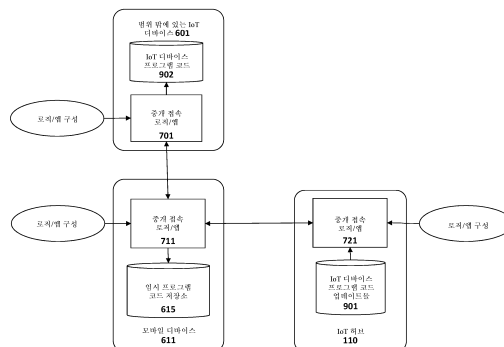 범위 밖에 있는 IoT
디바이스 601
IoT 디바이스
프로그램 코드
902
중개 접속
로직/앱
701
로직/앱 구성
로직/앱 구성
중개 접속
로직/앱
711
임시 프로그램
코드 저장소
615
모바일 디바이스
611
중개 접속
로직/앱
721
로직/앱 구성
IoT 디바이스
프로그램 코드
업데이트들
901
IoT 허브
110